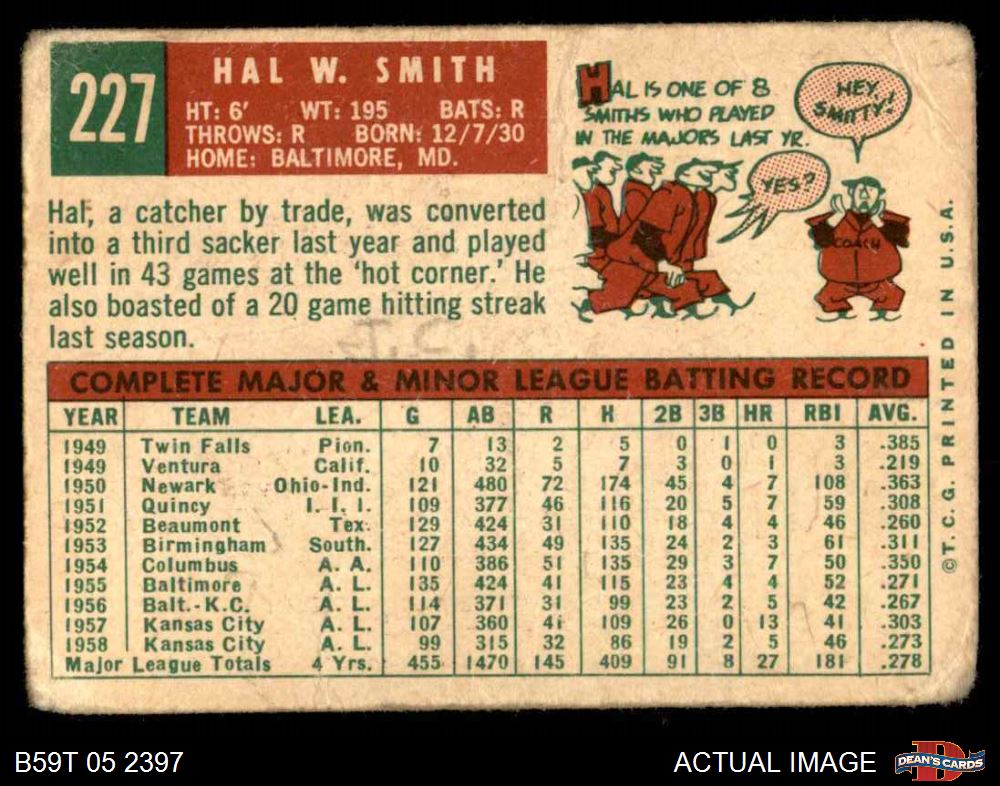 227
HAL W. SMITH
HT: 6' WT: 195 BATS: R
THROWS: R BORN: 12/7/30
HOME: BALTIMORE, MD.
HAL IS ONE OF 8
SMITHS WHO PLAYED
IN THE MAJORS LAST YR.
HEY,
SMITTY!
YES?
COACH
Hal, a catcher by trade, was converted
into a third sacker last year and played
well in 43 games at the 'hot corner.' He
also boasted of a 20 game hitting streak
last season.
COMPLETE MAJOR & MINOR LEAGUE BATTING RECORD
YEAR TEAM LEA. G AB R H 2B 3B HR RBI AVG.
1949 Twin Falls Pion. 7 13 2 5 0 1 0 3 .385
1949 Ventura Calif. 10 32 5 7 3 0 1 3 .219
1950 Newark Ohio-Ind. 121 480 72 174 45 4 7 108 .363
1951 Quincy I. I. I. 109 377 46 116 20 5 7 59 .308
1952 Beaumont Tex. 129 424 31 110 18 4 4 46 .260
1953 Birmingham South. 127 434 49 135 24 2 3 61 .311
1954 Columbus A. A. 110 386 51 135 29 3 7 50 .350
1955 Baltimore A. L. 135 424 41 115 23 4 4 52 .271
1956 Balt.-K.C. A. L. 114 371 31 99 23 2 5 42 .267
1957 Kansas City A. L. 107 360 41 109 26 0 13 41 .303
1958 Kansas City A. L. 99 315 32 86 19 2 5 46 .273
Major League Totals 4 Yrs. 455 1470 145 409 91 8 27 181 .278
©T. C. G. PRINTED IN U.S.A.
B59T 05 2397
ACTUAL IMAGE
DEAN'S CARDS